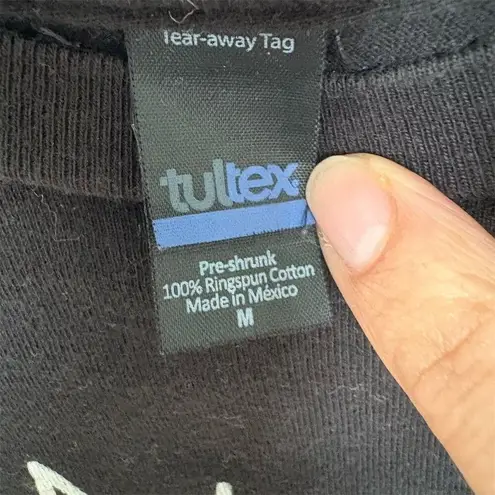 Tear-away Tag
tultex
Pre-shrunk
100% Ringspun Cotton
Made in México
M